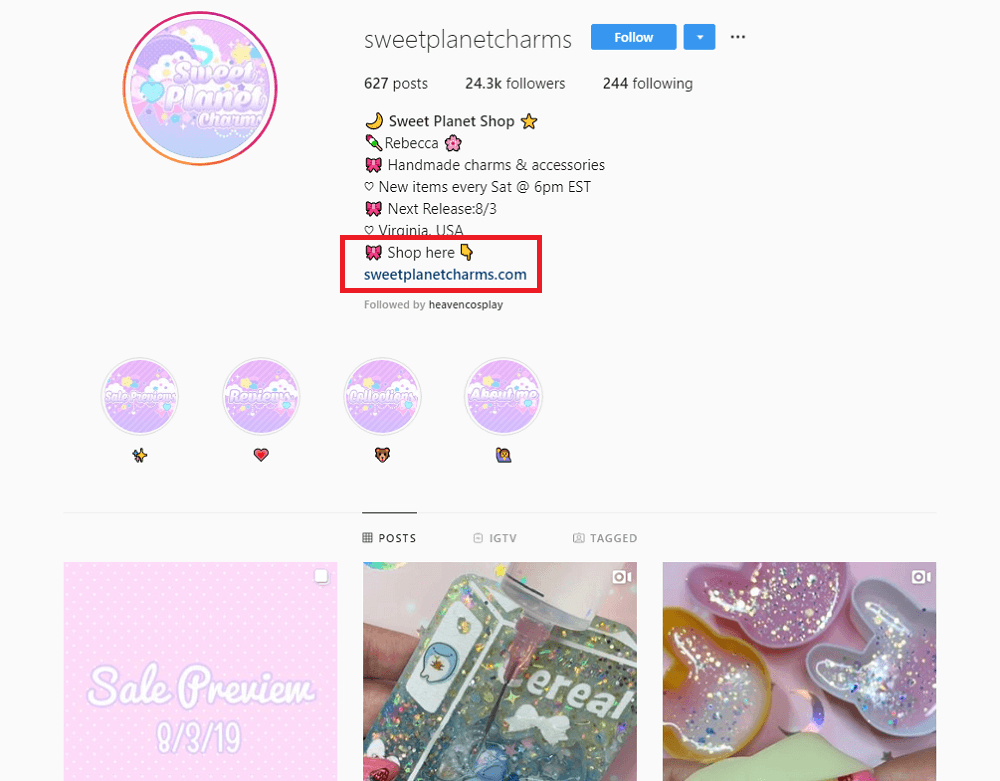 Sweet
Planet
Charms
sweetplanetcharms
Follow
627 posts 24.3k followers 244 following
🌙 Sweet Planet Shop ⭐
🍡Rebecca 🌸
🎀 Handmade charms & accessories
♡ New items every Sat @ 6pm EST
🎀 Next Release:8/3
♡ Virginia, USA
🎀 Shop here 👇
sweetplanetcharms.com
Followed by heavencosplay
Sale Previews Reviews Collections About me
POSTS IGTV TAGGED
Sale Preview
8/3/19
Cereal